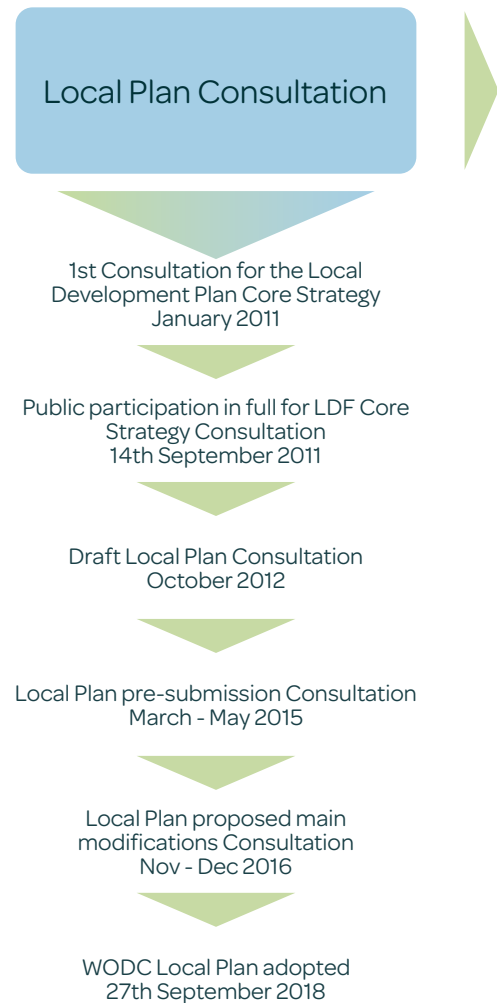 Local Plan Consultation
1st Consultation for the Local
Development Plan Core Strategy
January 2011
Public participation in full for LDF Core
Strategy Consultation
14th September 2011
Draft Local Plan Consultation
October 2012
Local Plan pre-submission Consultation
March - May 2015
Local Plan proposed main
modifications Consultation
Nov - Dec 2016
WODC Local Plan adopted
27th September 2018